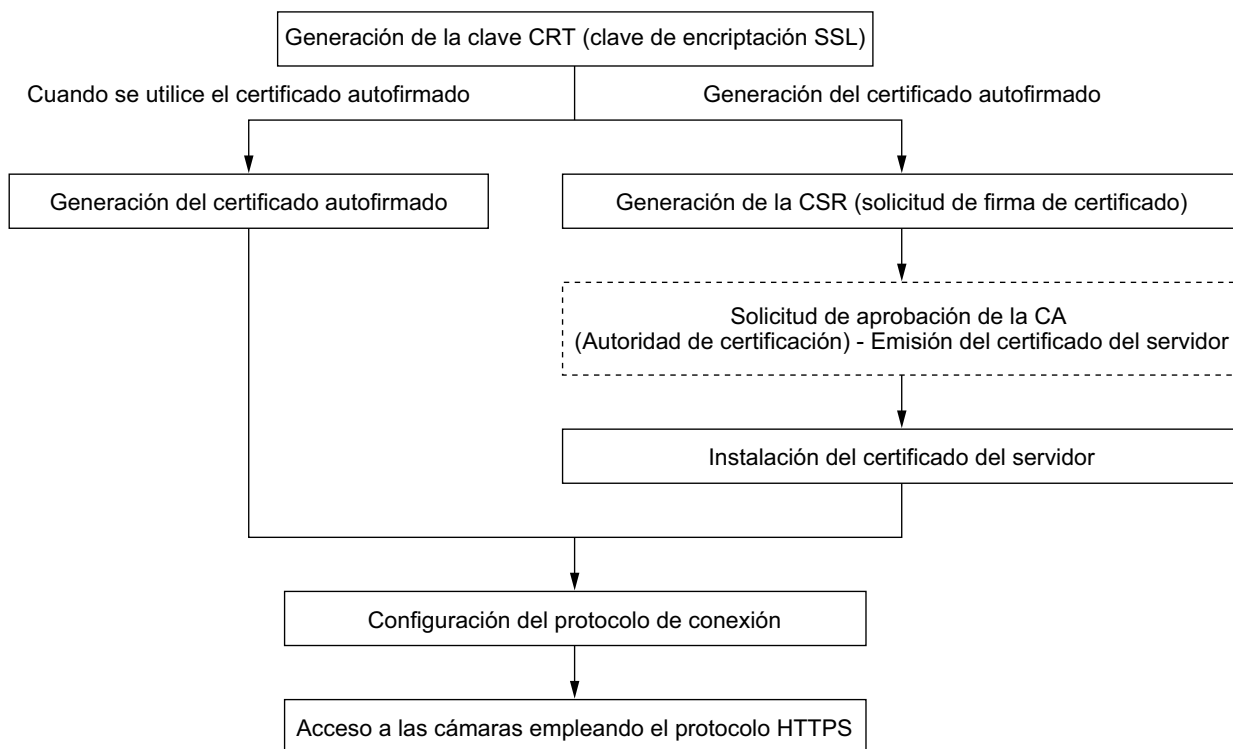 Generación de la clave CRT (clave de encriptación SSL)
Cuando se utilice el certificado autofirmado
Generación del certificado autofirmado
Generación del certificado autofirmado
Generación de la CSR (solicitud de firma de certificado)
Solicitud de aprobación de la CA
(Autoridad de certificación) - Emisión del certificado del servidor
Instalación del certificado del servidor
Configuración del protocolo de conexión
Acceso a las cámaras empleando el protocolo HTTPS